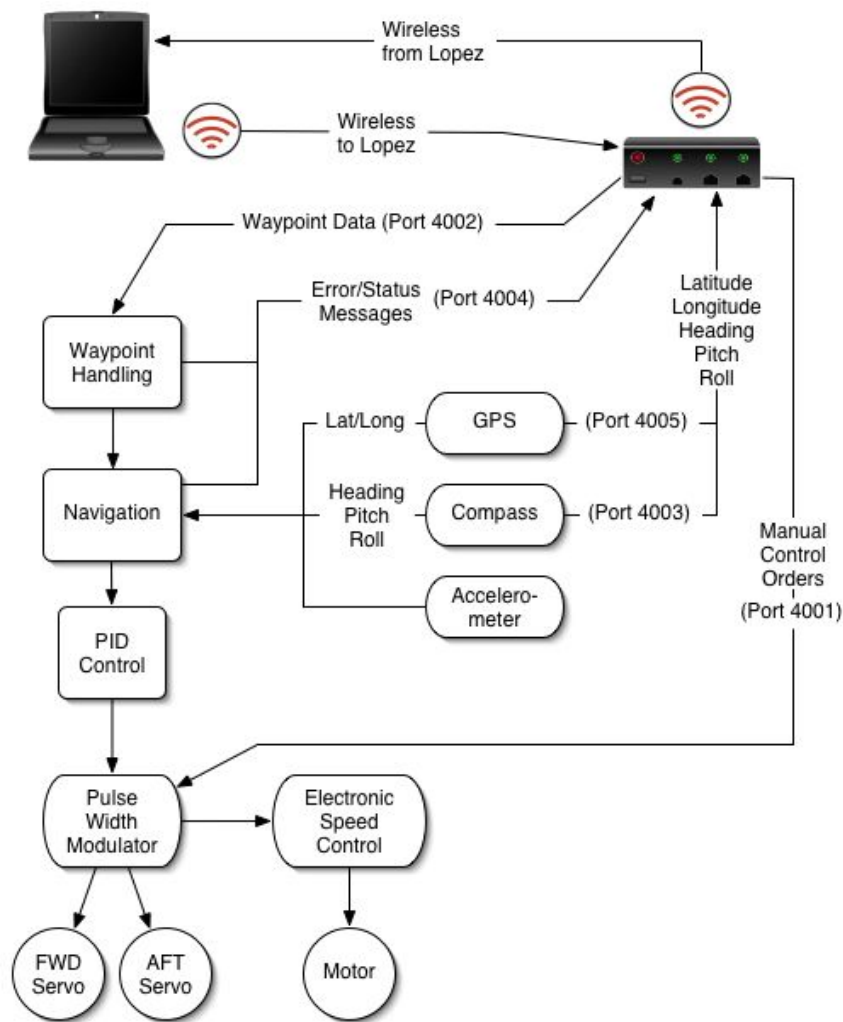 Wireless
from Lopez
Wireless
to Lopez
Waypoint Data (Port 4002)
Error/Status
Messages
(Port 4004)
Latitude
Longitude
Heading
Pitch
Roll
Waypoint
Handling
Lat/Long
GPS
(Port 4005)
Navigation
Heading
Pitch
Roll
Compass
(Port 4003)
Manual
Control
Orders
(Port 4001)
Accelero-
meter
PID
Control
Pulse
Width
Modulator
Electronic
Speed
Control
FWD
Servo
AFT
Servo
Motor